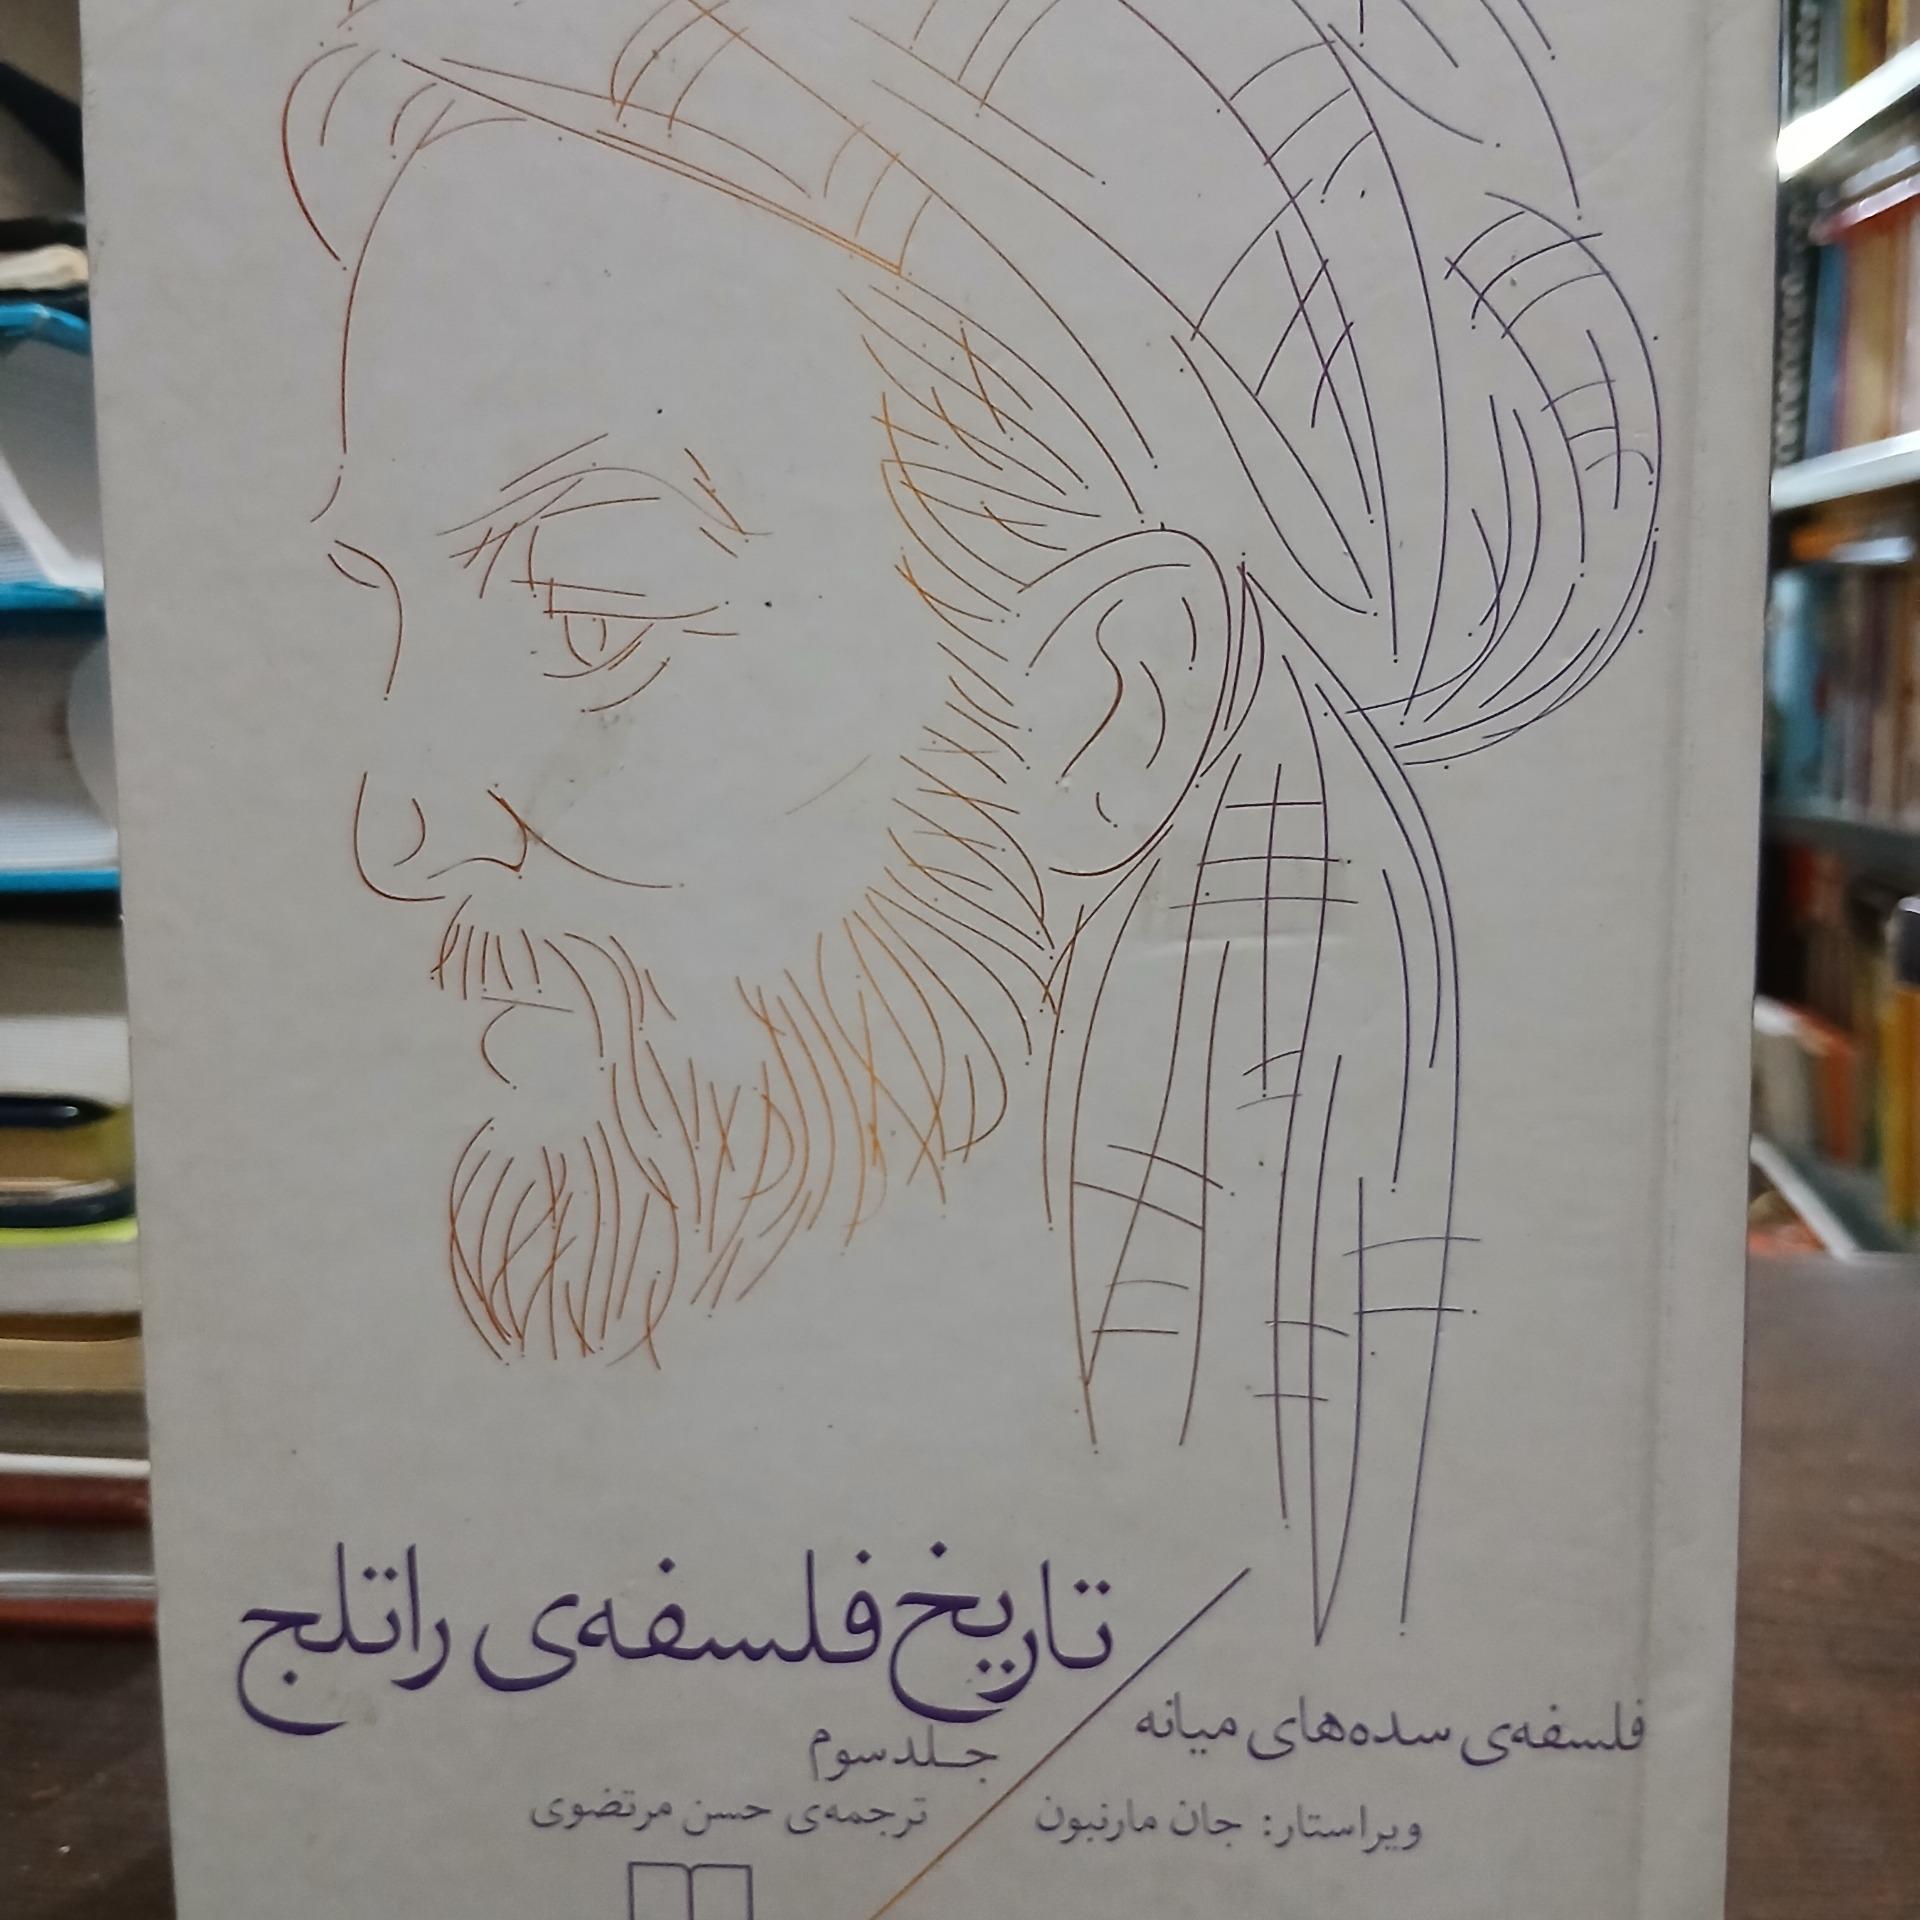 تاریخ فلسفه‌ی راتلج
جلد سوم
فلسفه‌ی سده‌های میانه
ویراستار: جان مارنبون
ترجمه‌ی حسن مرتضوی